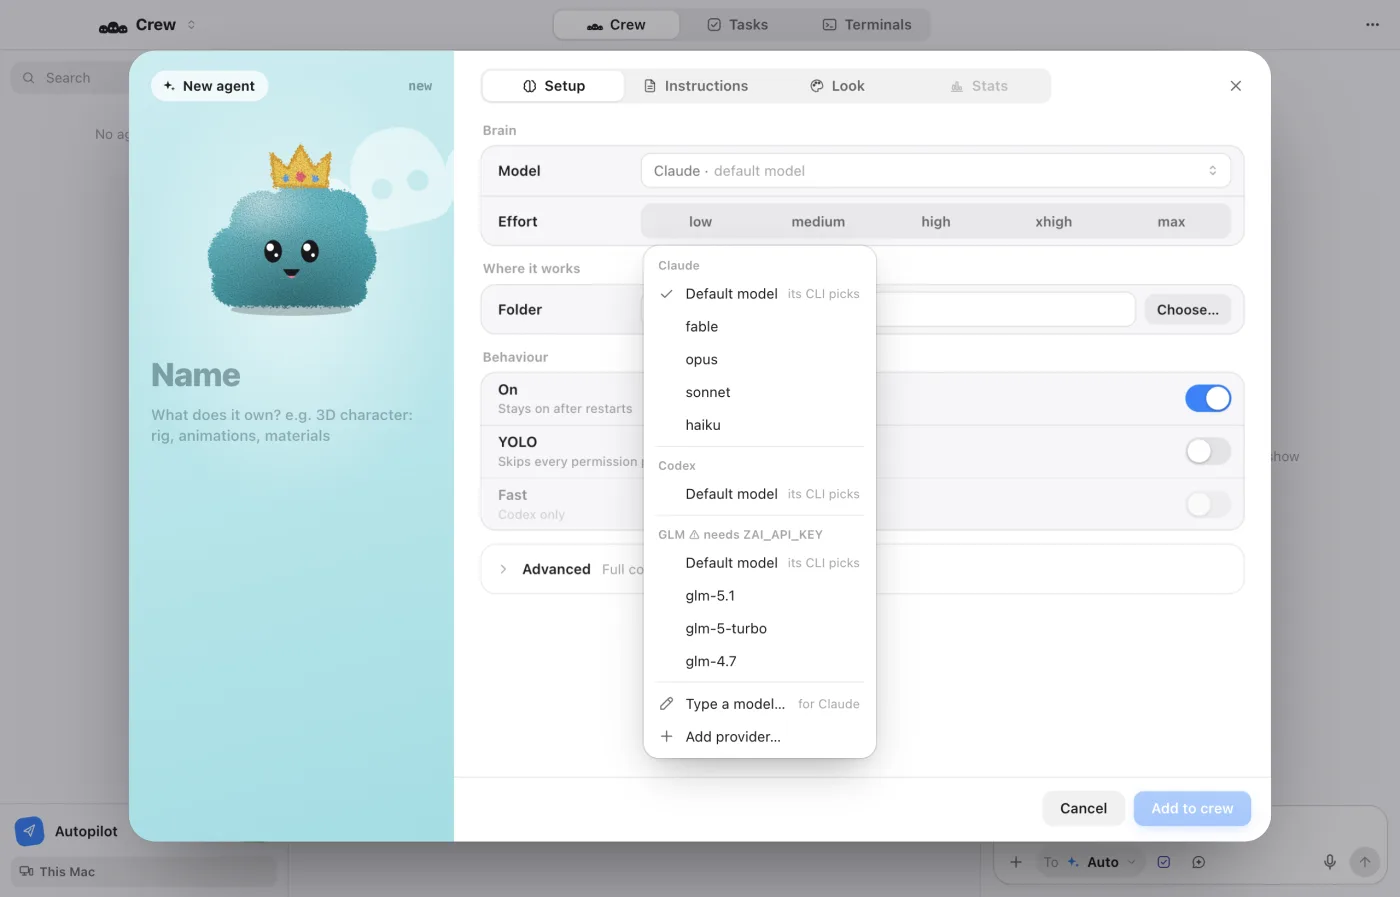 Crew
Crew
Tasks
Terminals
Search
No ag
New agent
new
Name
What does it own? e.g. 3D character:
rig, animations, materials
Setup
Instructions
Look
Stats
Brain
Model
Claude · default model
Effort
low
medium
high
xhigh
max
Where it works
Folder
Choose...
Behaviour
On
Stays on after restarts
YOLO
Skips every permission
Fast
Codex only
Advanced Full co
Claude
Default model its CLI picks
fable
opus
sonnet
haiku
Codex
Default model its CLI picks
GLM ⚠ needs ZAI_API_KEY
Default model its CLI picks
glm-5.1
glm-5-turbo
glm-4.7
Type a model... for Claude
Add provider...
Cancel
Add to crew
show
Autopilot
This Mac
To Auto